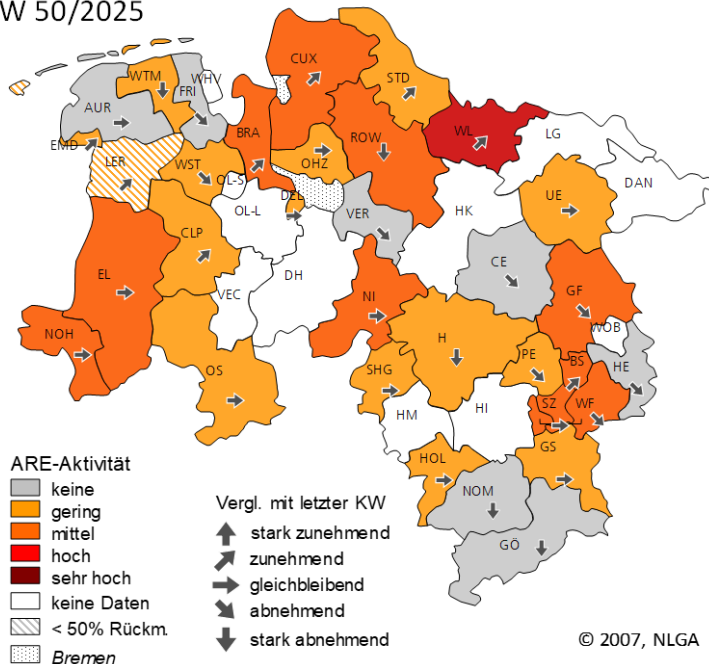 W 50/2025
CUX
WTM
WHV
STD
FRI
AUR
BRA
ROW
WL
LG
EMD
LER
WST
OHZ
OL-S
DEL
UE
DAN
OL-L
VER
HK
CLP
CE
EL
DH
VEC
NI
GF
NOH
WOB
H
PE
BS
HE
OS
SHG
SZ
WF
HM
HI
GS
HOL
NOM
GÖ
ARE-Aktivität
keine
gering
mittel
hoch
sehr hoch
keine Daten
< 50% Rückm.
Bremen
Vergl. mit letzter KW
stark zunehmend
zunehmend
gleichbleibend
abnehmend
stark abnehmend
© 2007, NLGA